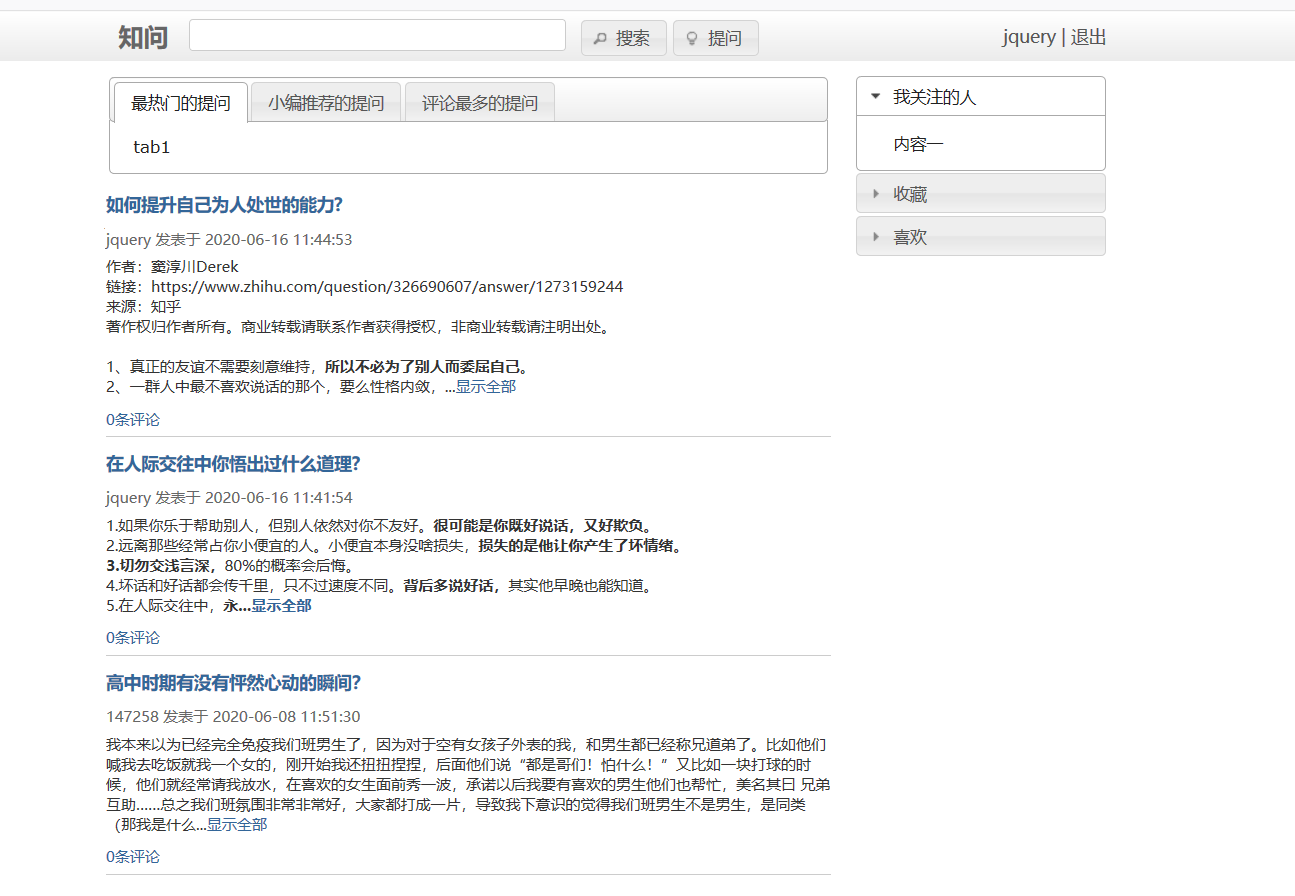 知问
搜索
提问
jquery | 退出
最热门的提问
小编推荐的提问
评论最多的提问
tab1
我关注的人
内容一
收藏
喜欢
如何提升自己为人处世的能力?
jquery 发表于 2020-06-16 11:44:53
作者：窦淳川Derek
链接：https://www.zhihu.com/question/326690607/answer/1273159244
来源：知乎
著作权归作者所有。商业转载请联系作者获得授权，非商业转载请注明出处。
1、真正的友谊不需要刻意维持，所以不必为了别人而委屈自己。
2、一群人中最不喜欢说话的那个，要么性格内敛，...显示全部
0条评论
在人际交往中你悟出过什么道理?
jquery 发表于 2020-06-16 11:41:54
1.如果你乐于帮助别人，但别人依然对你不友好。很可能是你既好说话，又好欺负。
2.远离那些经常占你小便宜的人。小便宜本身没啥损失，损失的是他让你产生了坏情绪。
3.切勿交浅言深，80%的概率会后悔。
4.坏话和好话都会传千里，只不过速度不同。背后多说好话，其实他早晚也能知道。
5.在人际交往中，永...显示全部
0条评论
高中时期有没有怦然心动的瞬间?
147258 发表于 2020-06-08 11:51:30
我本来以为已经完全免疫我们班男生了，因为对于空有女孩子外表的我，和男生都已经称兄道弟了。比如他们
喊我去吃饭就我一个女的，刚开始我还扭扭捏捏，后面他们说“都是哥们！怕什么！”又比如一块打球的时
候，他们就经常请我放水，在喜欢的女生面前秀一波，承诺以后我要有喜欢的男生他们也帮忙，美名其曰 兄弟
互助......总之我们班氛围非常非常好，大家都打成一片，导致我下意识的觉得我们班男生不是男生，是同类
（那我是什么...显示全部
0条评论